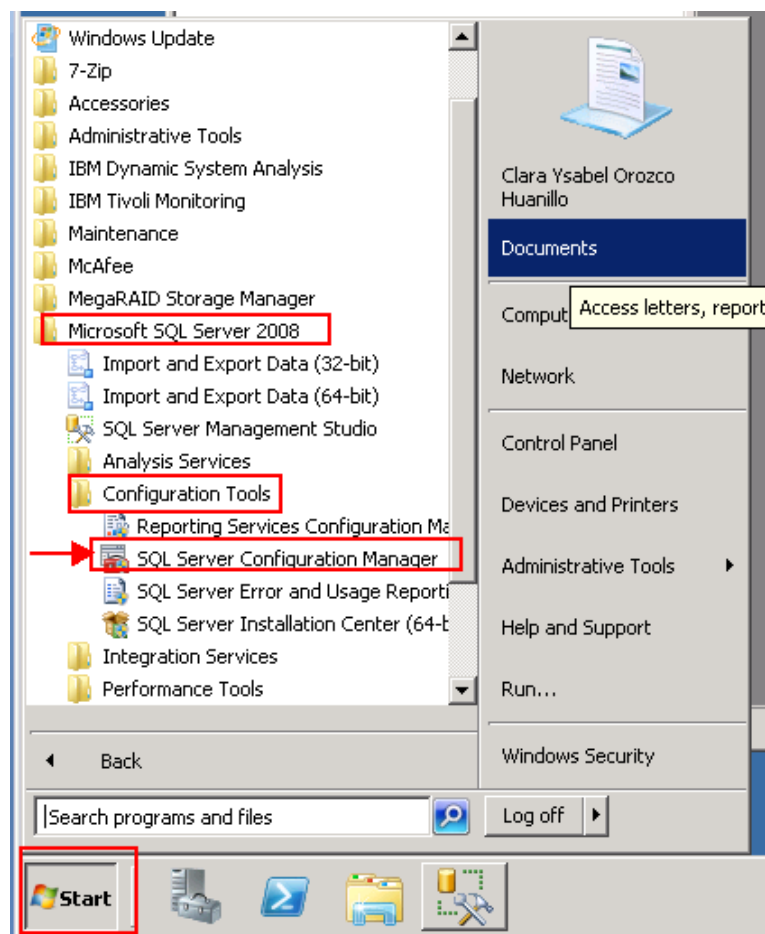 Windows Update
7-Zip
Accessories
Administrative Tools
IBM Dynamic System Analysis
IBM Tivoli Monitoring
Maintenance
McAfee
MegaRAID Storage Manager
Microsoft SQL Server 2008
Import and Export Data (32-bit)
Import and Export Data (64-bit)
SQL Server Management Studio
Analysis Services
Configuration Tools
Reporting Services Configuration Ma
SQL Server Configuration Manager
SQL Server Error and Usage Reporti
SQL Server Installation Center (64-b
Integration Services
Performance Tools
Back
Search programs and files
Start
Clara Ysabel Orozco
Huanillo
Documents
Access letters, report
Comput
Network
Control Panel
Devices and Printers
Administrative Tools
Help and Support
Run...
Windows Security
Log off